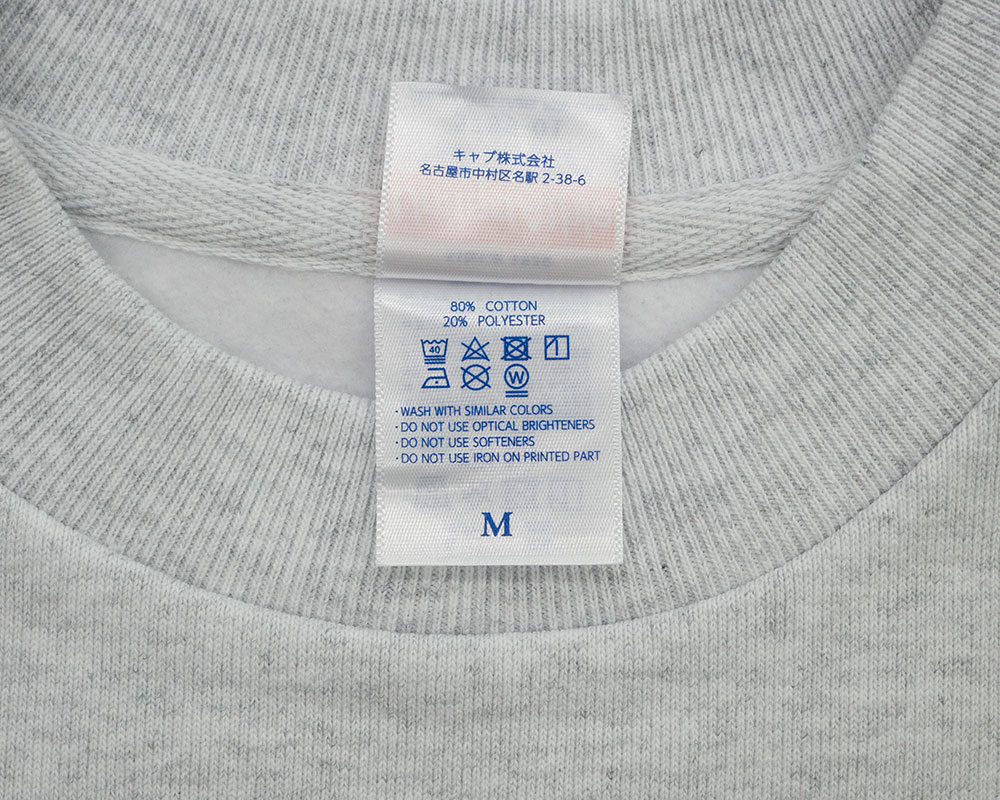 キャブ株式会社
名古屋市中村区名駅 2-38-6
80% COTTON
20% POLYESTER
40
W
・WASH WITH SIMILAR COLORS
・DO NOT USE OPTICAL BRIGHTENERS
・DO NOT USE SOFTENERS
・DO NOT USE IRON ON PRINTED PART
M